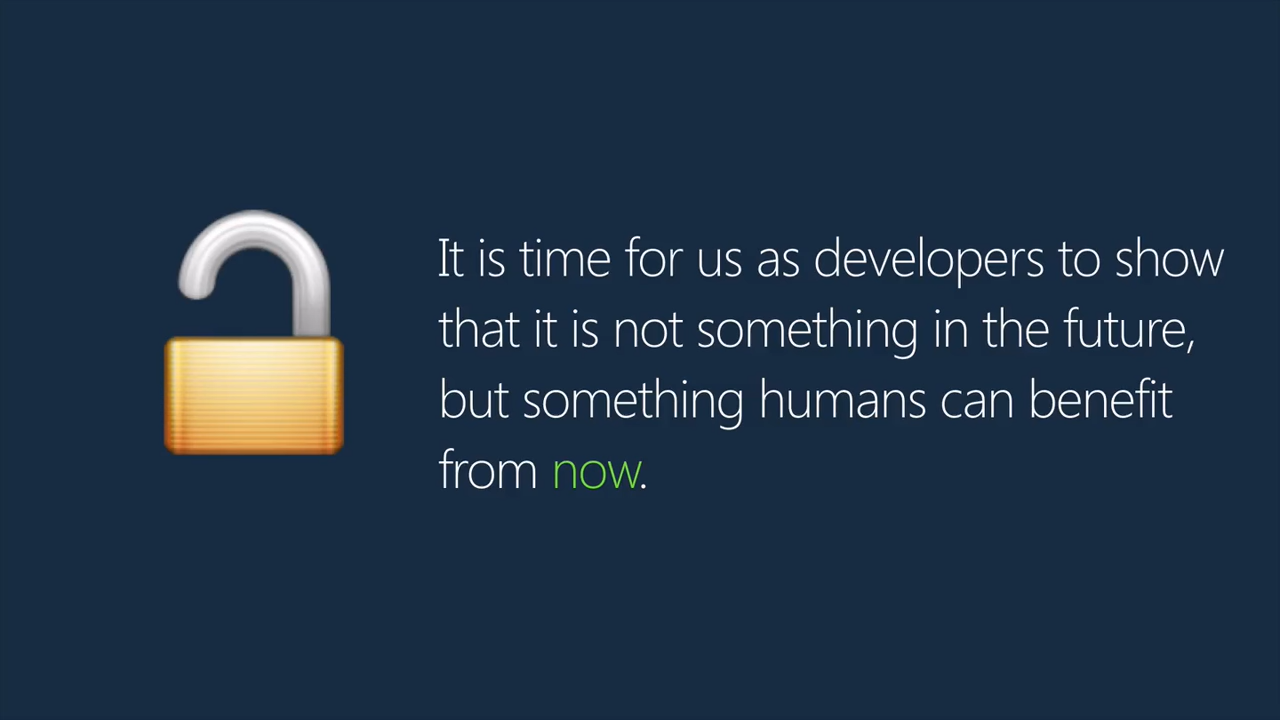 It is time for us as developers to show
that it is not something in the future,
but something humans can benefit
from now.